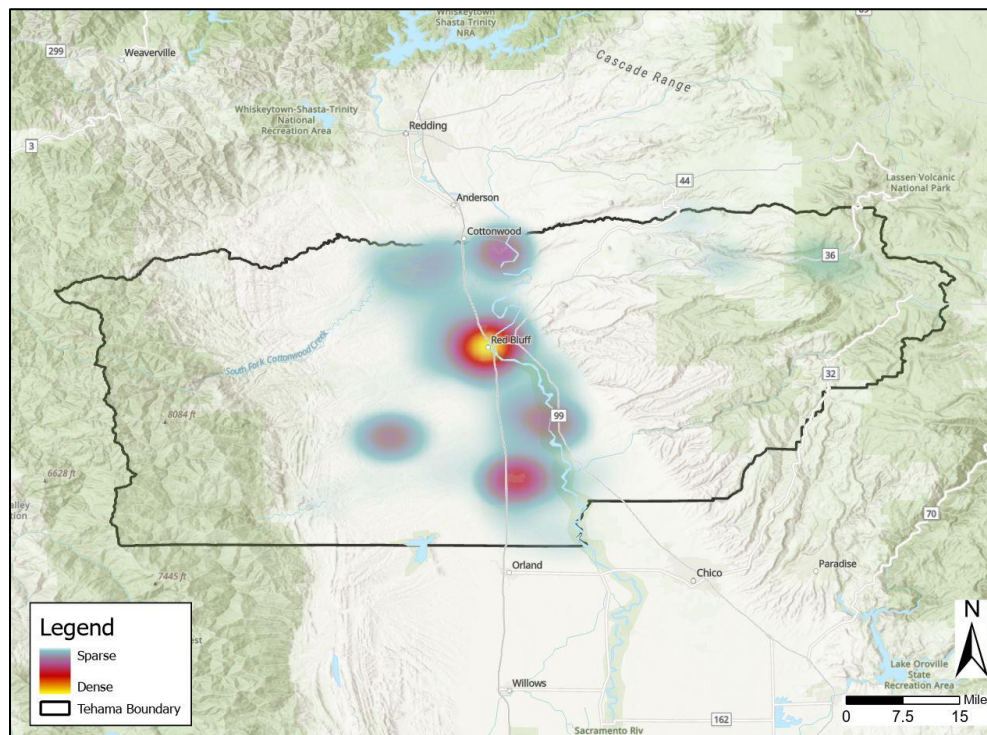 Whiskeytown
Shasta Trinity
NRA
299
Weaverville
Cascade Range
Whiskeytown-Shasta-Trinity
National
Recreation Area
Redding
3
44
Lassen Volcanic
National Park
Anderson
Cottonwood
36
Red Bluff
South Fork Cottonwood Creek
32
8084 ft
99
6628 ft
70
7445 ft
Orland
Chico
Paradise
N
Legend
Sparse
Dense
Tehama Boundary
Willows
Lake Oroville
State
Recreation Area
Mile
0 7.5 15
162
Sacramento Riv